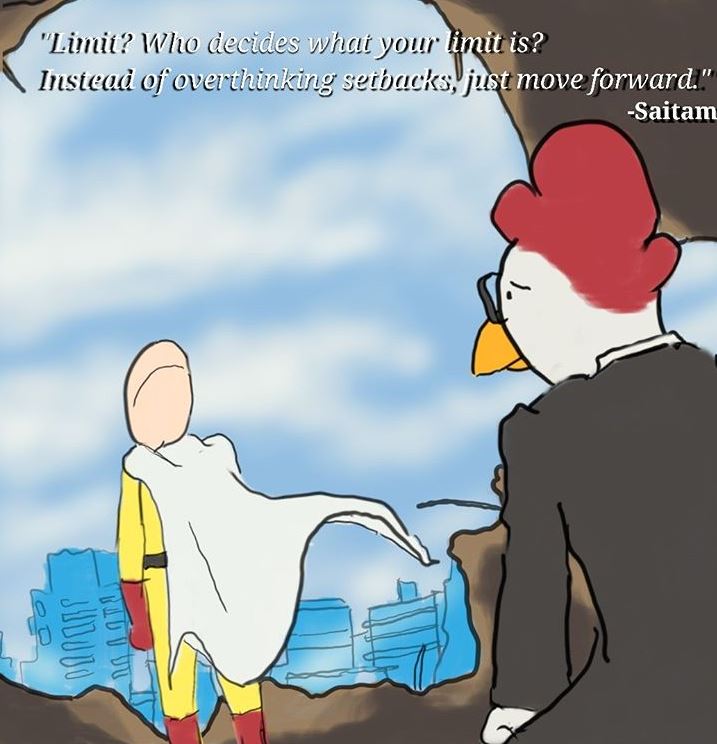 "Limit? Who decides what your limit is?
Instead of overthinking setbacks, just move forward."
-Saitam